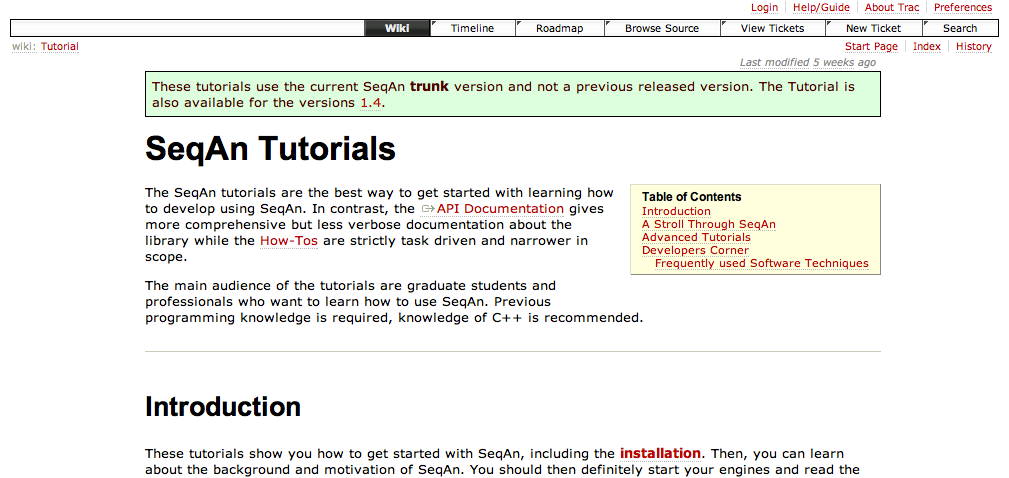 Login Help/Guide About Trac Preferences
Wiki Timeline Roadmap Browse Source View Tickets New Ticket Search
wiki: Tutorial Start Page Index History
Last modified 5 weeks ago
These tutorials use the current SeqAn trunk version and not a previous released version. The Tutorial is
also available for the versions 1.4.
SeqAn Tutorials
The SeqAn tutorials are the best way to get started with learning how
to develop using SeqAn. In contrast, the API Documentation gives
more comprehensive but less verbose documentation about the
library while the How-Tos are strictly task driven and narrower in
scope.
Table of Contents
Introduction
A Stroll Through SeqAn
Advanced Tutorials
Developers Corner
Frequently used Software Techniques
The main audience of the tutorials are graduate students and
professionals who want to learn how to use SeqAn. Previous
programming knowledge is required, knowledge of C++ is recommended.
Introduction
These tutorials show you how to get started with SeqAn, including the installation. Then, you can learn
about the background and motivation of SeqAn. You should then definitely start your engines and read the